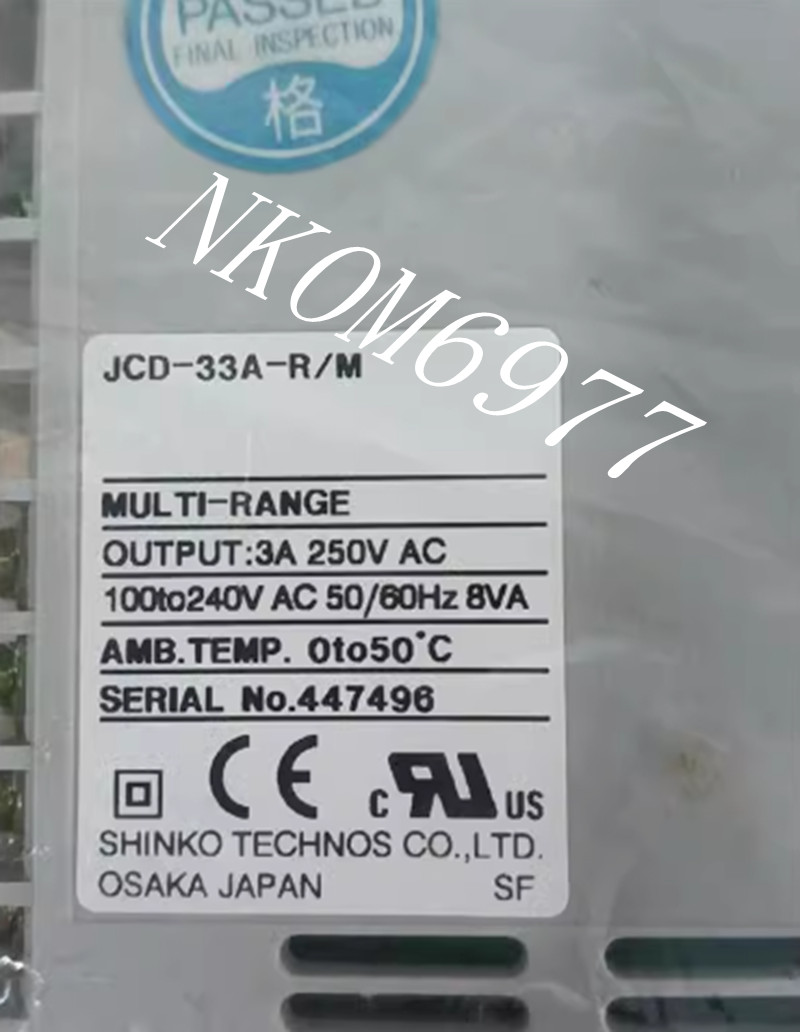 PASSED
FINAL INSPECTION
格
NKOM6977
JCD-33A-R/M
MULTI-RANGE
OUTPUT:3A 250V AC
100to240V AC 50/60Hz 8VA
AMB.TEMP. 0to50°C
SERIAL No.447496
CE c RU US
SHINKO TECHNOS CO.,LTD.
OSAKA JAPAN SF